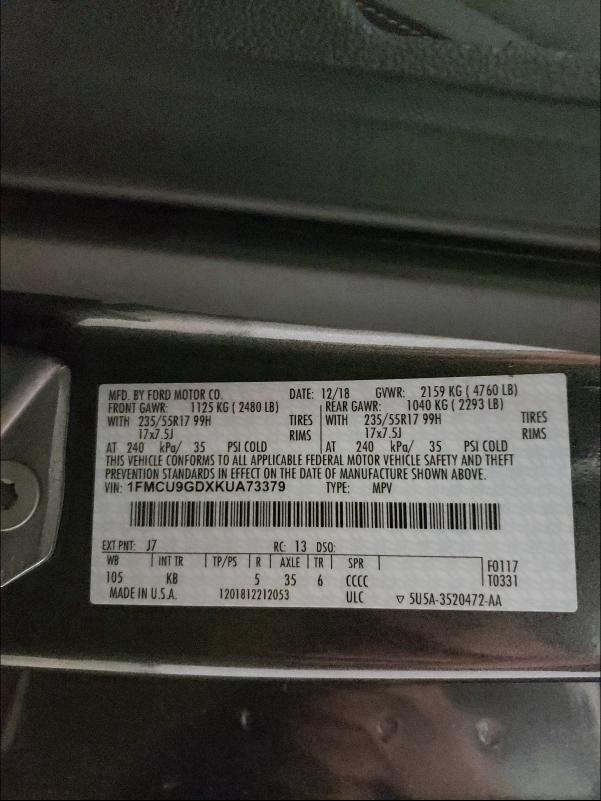 MFD. BY FORD MOTOR CO. DATE: 12/18 GVWR: 2159 KG ( 4760 LB)
FRONT GAWR: 1125 KG ( 2480 LB) REAR GAWR: 1040 KG ( 2293 LB)
WITH 235/55R17 99H TIRES WITH 235/55R17 99H TIRES
17x7.5J RIMS 17x7.5J RIMS
AT 240 kPa/ 35 PSI COLD AT 240 kPa/ 35 PSI COLD
THIS VEHICLE CONFORMS TO ALL APPLICABLE FEDERAL MOTOR VEHICLE SAFETY AND THEFT
PREVENTION STANDARDS IN EFFECT ON THE DATE OF MANUFACTURE SHOWN ABOVE.
VIN: 1FMCU9GDXKUA73379 TYPE: MPV
EXT PNT: J7 RC: 13 DSO:
WB INT TR TP/PS R AXLE TR SPR F0117
105 KB 5 35 6 CCCC T0331
MADE IN U.S.A. 1201812212053 ULC ▽ 5U5A-3520472-AA